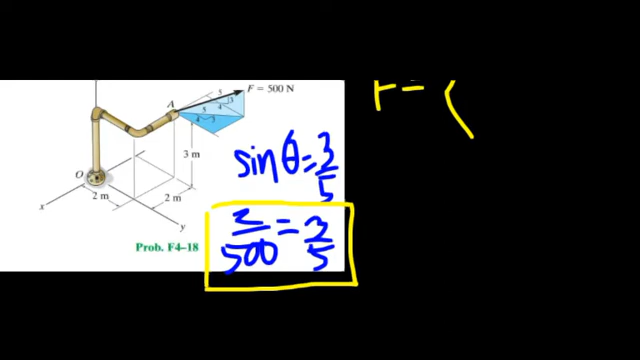 F = (
5
3
4
F = 500 N
A
5
4
3
3 m
O
2 m
2 m
x
y
sin θ = 3/5
z/500 = 3/5
Prob. F4–18